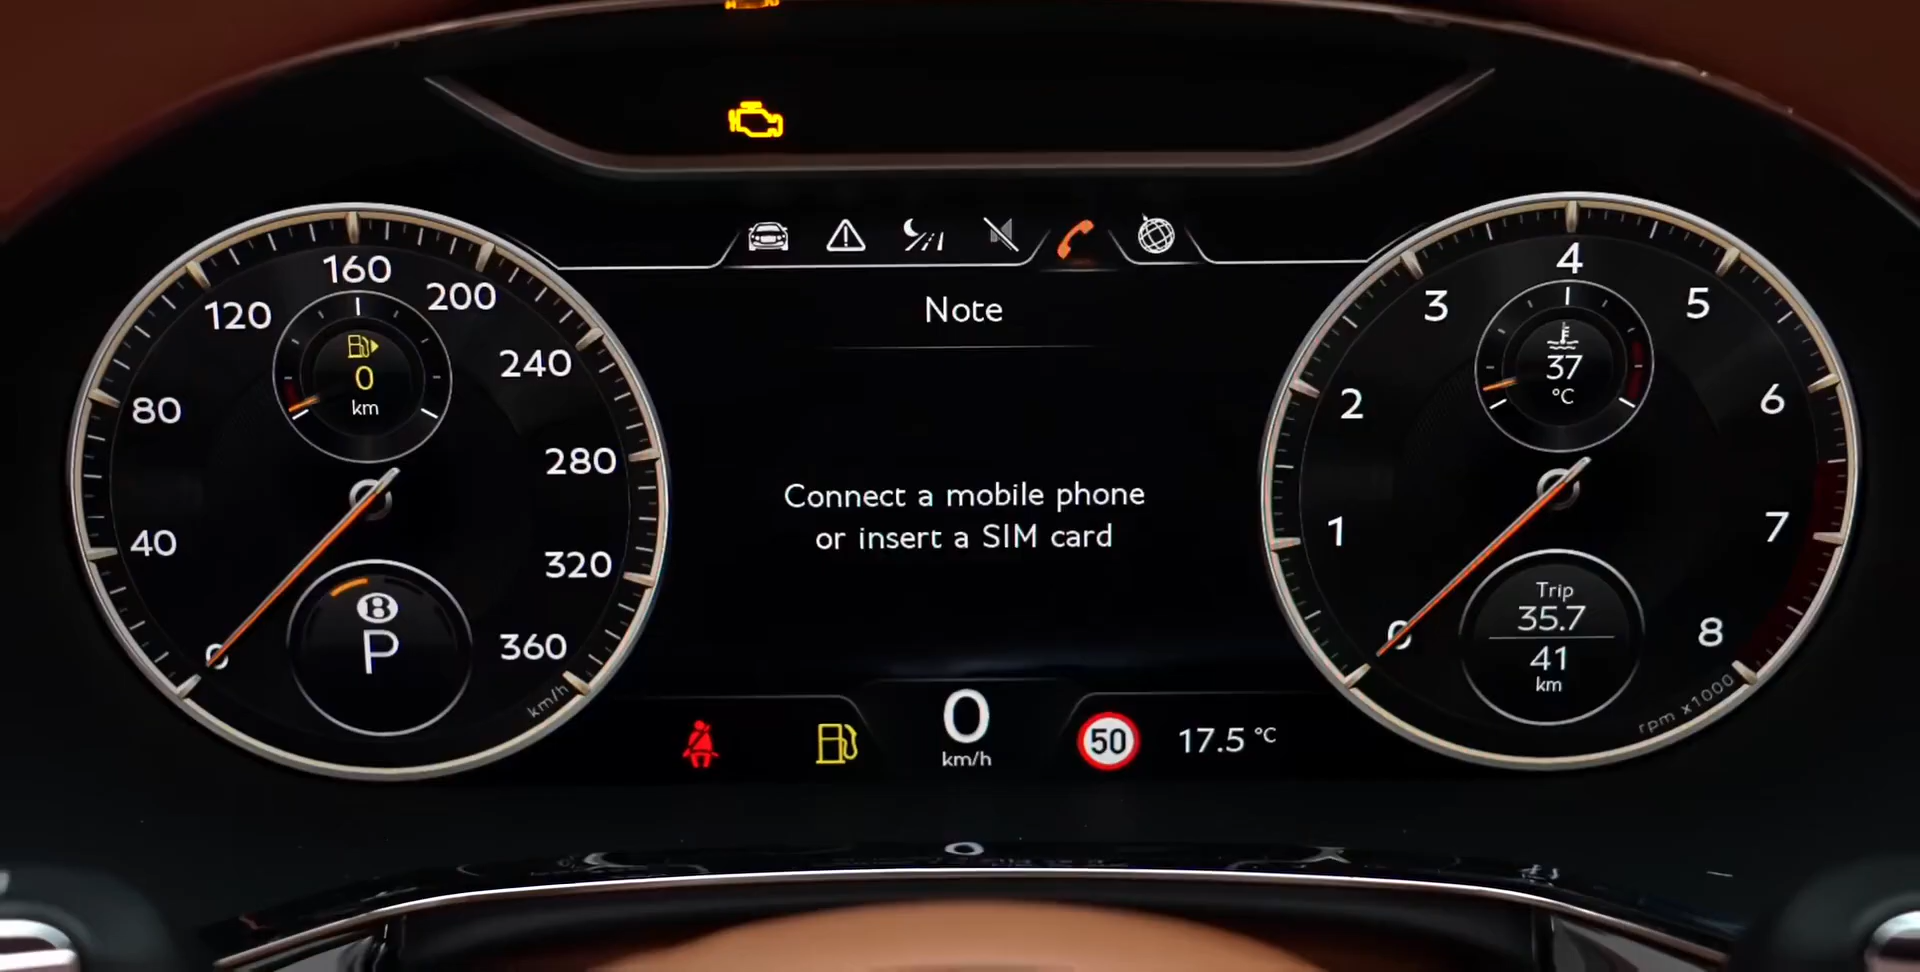 160
120
200
80
240
0
km
40
280
320
B
P
0
360
km/h
Note
Connect a mobile phone
or insert a SIM card
0
km/h
50
17.5 °C
4
3
5
2
6
37
°C
1
7
Trip
35.7
41
km
0
8
rpm x1000